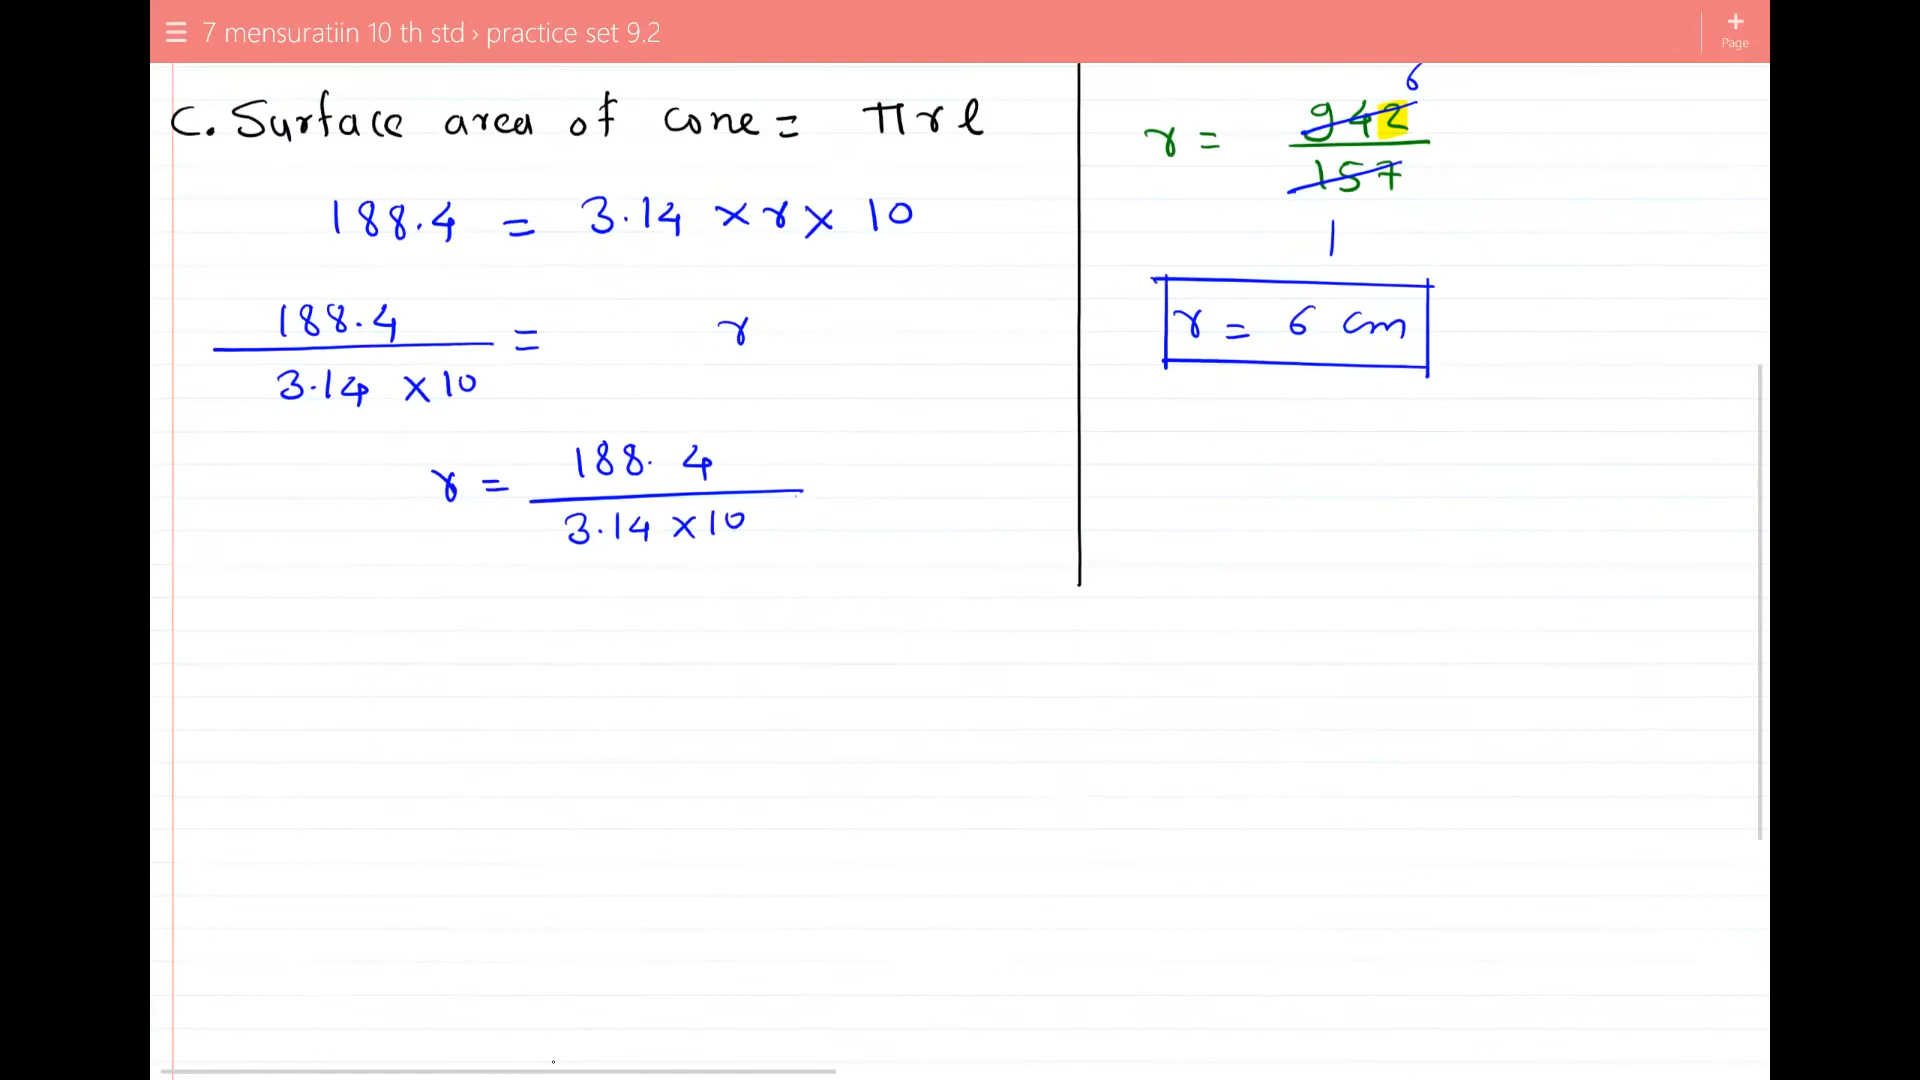 7 mensuratiin 10 th std › practice set 9.2
+
Page
C. Surface area of cone = πrl
188.4 = 3.14 × r × 10
188.4
3.14 × 10
= r
r = 188.4
3.14 × 10
6
r = 942
157
1
r = 6 cm